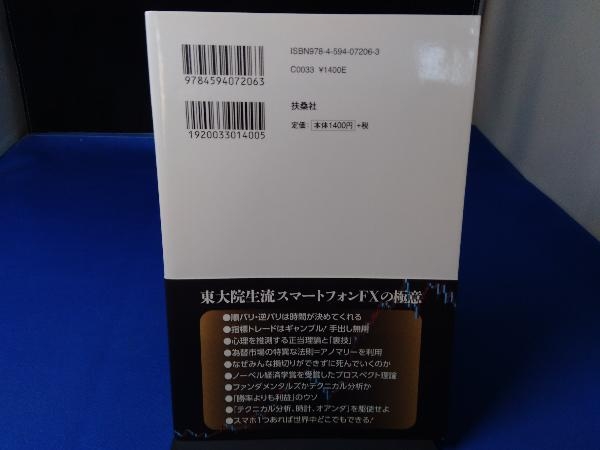 ISBN978-4-594-07206-3
9784594072063
C0033 ¥1400E
扶桑社
1920033014005
定価:本体1400円+税
東大院生流スマートフォンFXの極意
●順バリ・逆バリは時間が決めてくれる
●指標トレードはギャンブル!手出し無用
●心理を推測する正当理論と「裏技」
●為替市場の特異な法則=アノマリーを利用
●なぜみんな損切りができずに死んでいくのか
●ノーベル経済学賞を受賞したプロスペクト理論
●ファンダメンタルズかテクニカル分析か
●「勝率よりも利益」のウソ
●「テクニカル分析、時計、オアンダ」を駆使せよ
●スマホ1つあれば世界中どこでもできる!